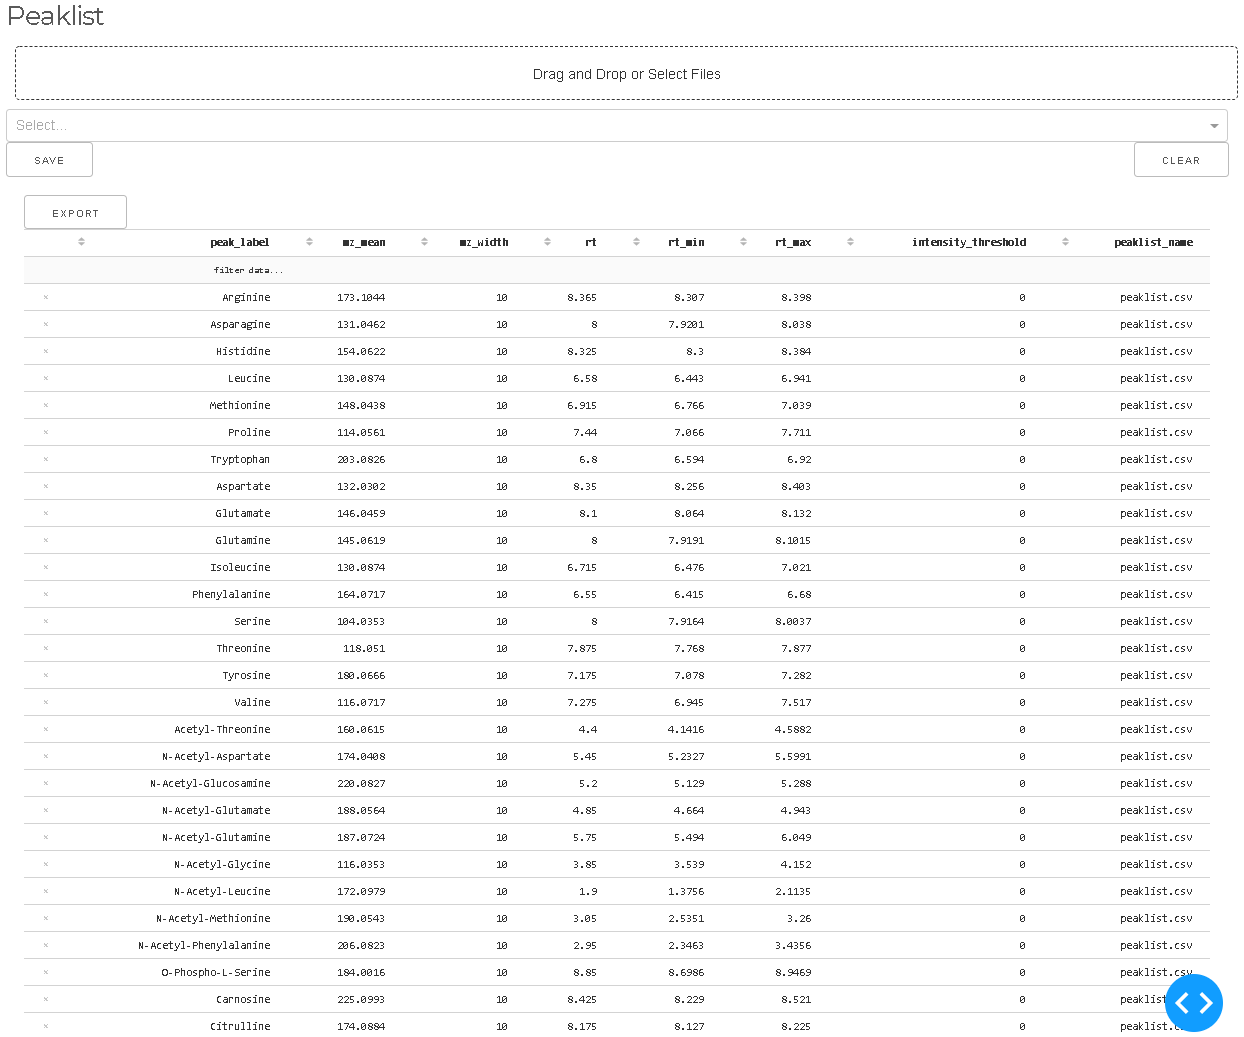 Peaklist
Drag and Drop or Select Files
Select...
SAVE CLEAR
EXPORT
peak_label mz_mean mz_width rt rt_min rt_max intensity_threshold peaklist_name
filter data...
× Arginine 173.1044 10 8.365 8.307 8.398 0 peaklist.csv
× Asparagine 131.0462 10 8 7.9201 8.038 0 peaklist.csv
× Histidine 154.0622 10 8.325 8.3 8.384 0 peaklist.csv
× Leucine 130.0874 10 6.58 6.443 6.941 0 peaklist.csv
× Methionine 148.0438 10 6.915 6.766 7.039 0 peaklist.csv
× Proline 114.0561 10 7.44 7.066 7.711 0 peaklist.csv
× Tryptophan 203.0826 10 6.8 6.594 6.92 0 peaklist.csv
× Aspartate 132.0302 10 8.35 8.256 8.403 0 peaklist.csv
× Glutamate 146.0459 10 8.1 8.064 8.132 0 peaklist.csv
× Glutamine 145.0619 10 8 7.9191 8.1015 0 peaklist.csv
× Isoleucine 130.0874 10 6.715 6.476 7.021 0 peaklist.csv
× Phenylalanine 164.0717 10 6.55 6.415 6.68 0 peaklist.csv
× Serine 104.0353 10 8 7.9164 8.0037 0 peaklist.csv
× Threonine 118.051 10 7.875 7.768 7.877 0 peaklist.csv
× Tyrosine 180.0666 10 7.175 7.078 7.282 0 peaklist.csv
× Valine 116.0717 10 7.275 6.945 7.517 0 peaklist.csv
× Acetyl-Threonine 160.0615 10 4.4 4.1416 4.5882 0 peaklist.csv
× N-Acetyl-Aspartate 174.0408 10 5.45 5.2327 5.5991 0 peaklist.csv
× N-Acetyl-Glucosamine 220.0827 10 5.2 5.129 5.288 0 peaklist.csv
× N-Acetyl-Glutamate 188.0564 10 4.85 4.664 4.943 0 peaklist.csv
× N-Acetyl-Glutamine 187.0724 10 5.75 5.494 6.049 0 peaklist.csv
× N-Acetyl-Glycine 116.0353 10 3.85 3.539 4.152 0 peaklist.csv
× N-Acetyl-Leucine 172.0979 10 1.9 1.3756 2.1135 0 peaklist.csv
× N-Acetyl-Methionine 190.0543 10 3.05 2.5351 3.26 0 peaklist.csv
× N-Acetyl-Phenylalanine 206.0823 10 2.95 2.3463 3.4356 0 peaklist.csv
× O-Phospho-L-Serine 184.0016 10 8.85 8.6986 8.9469 0 peaklist.csv
× Carnosine 225.0993 10 8.425 8.229 8.521 0 peaklist
× Citrulline 174.0884 10 8.175 8.127 8.225 0 peaklist.